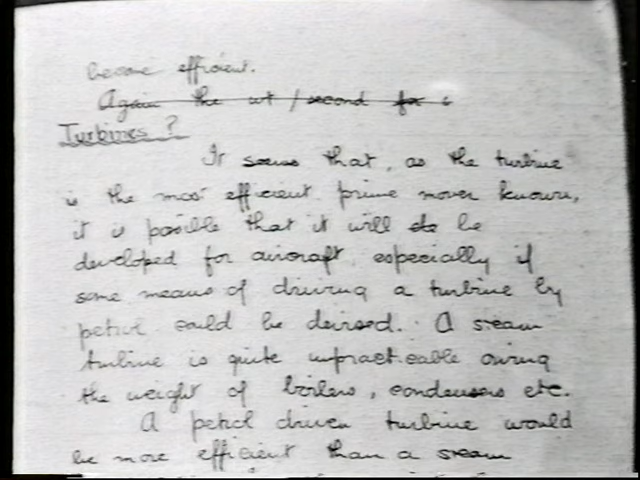 become efficient.
Again the wt / second for a
Turbines ?
It seems that, as the turbine
is the most efficient prime mover known,
it is possible that it will be
developed for aircraft especially if
some means of driving a turbine by
petrol could be devised. A steam
turbine is quite impracticable owing
the weight of boilers, condensers etc.
A petrol driven turbine would
be more efficient than a steam